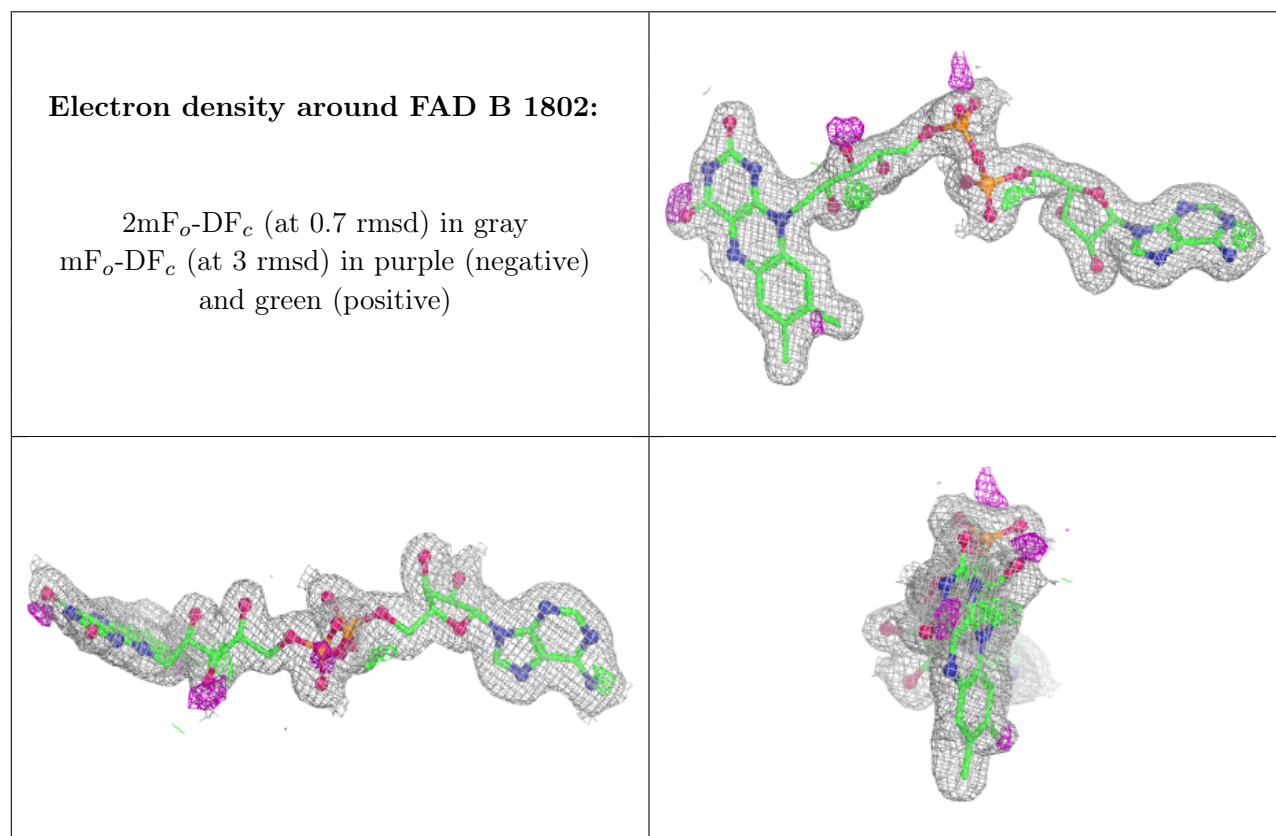 Electron density around FAD B 1802:
2mFo-DFc (at 0.7 rmsd) in gray
mFo-DFc (at 3 rmsd) in purple (negative)
and green (positive)